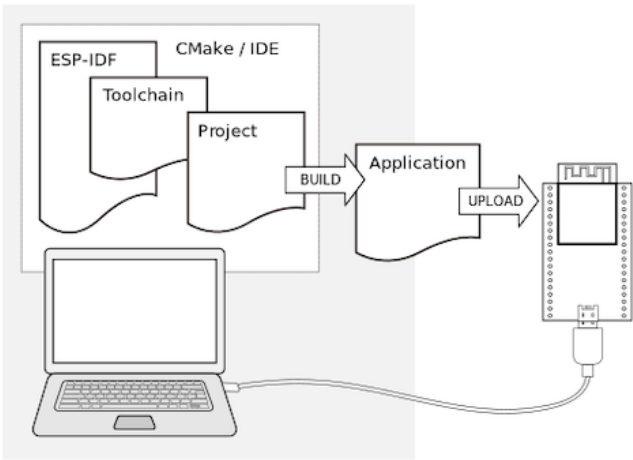 ESP-IDF
CMake / IDE
Toolchain
Project
BUILD
Application
UPLOAD